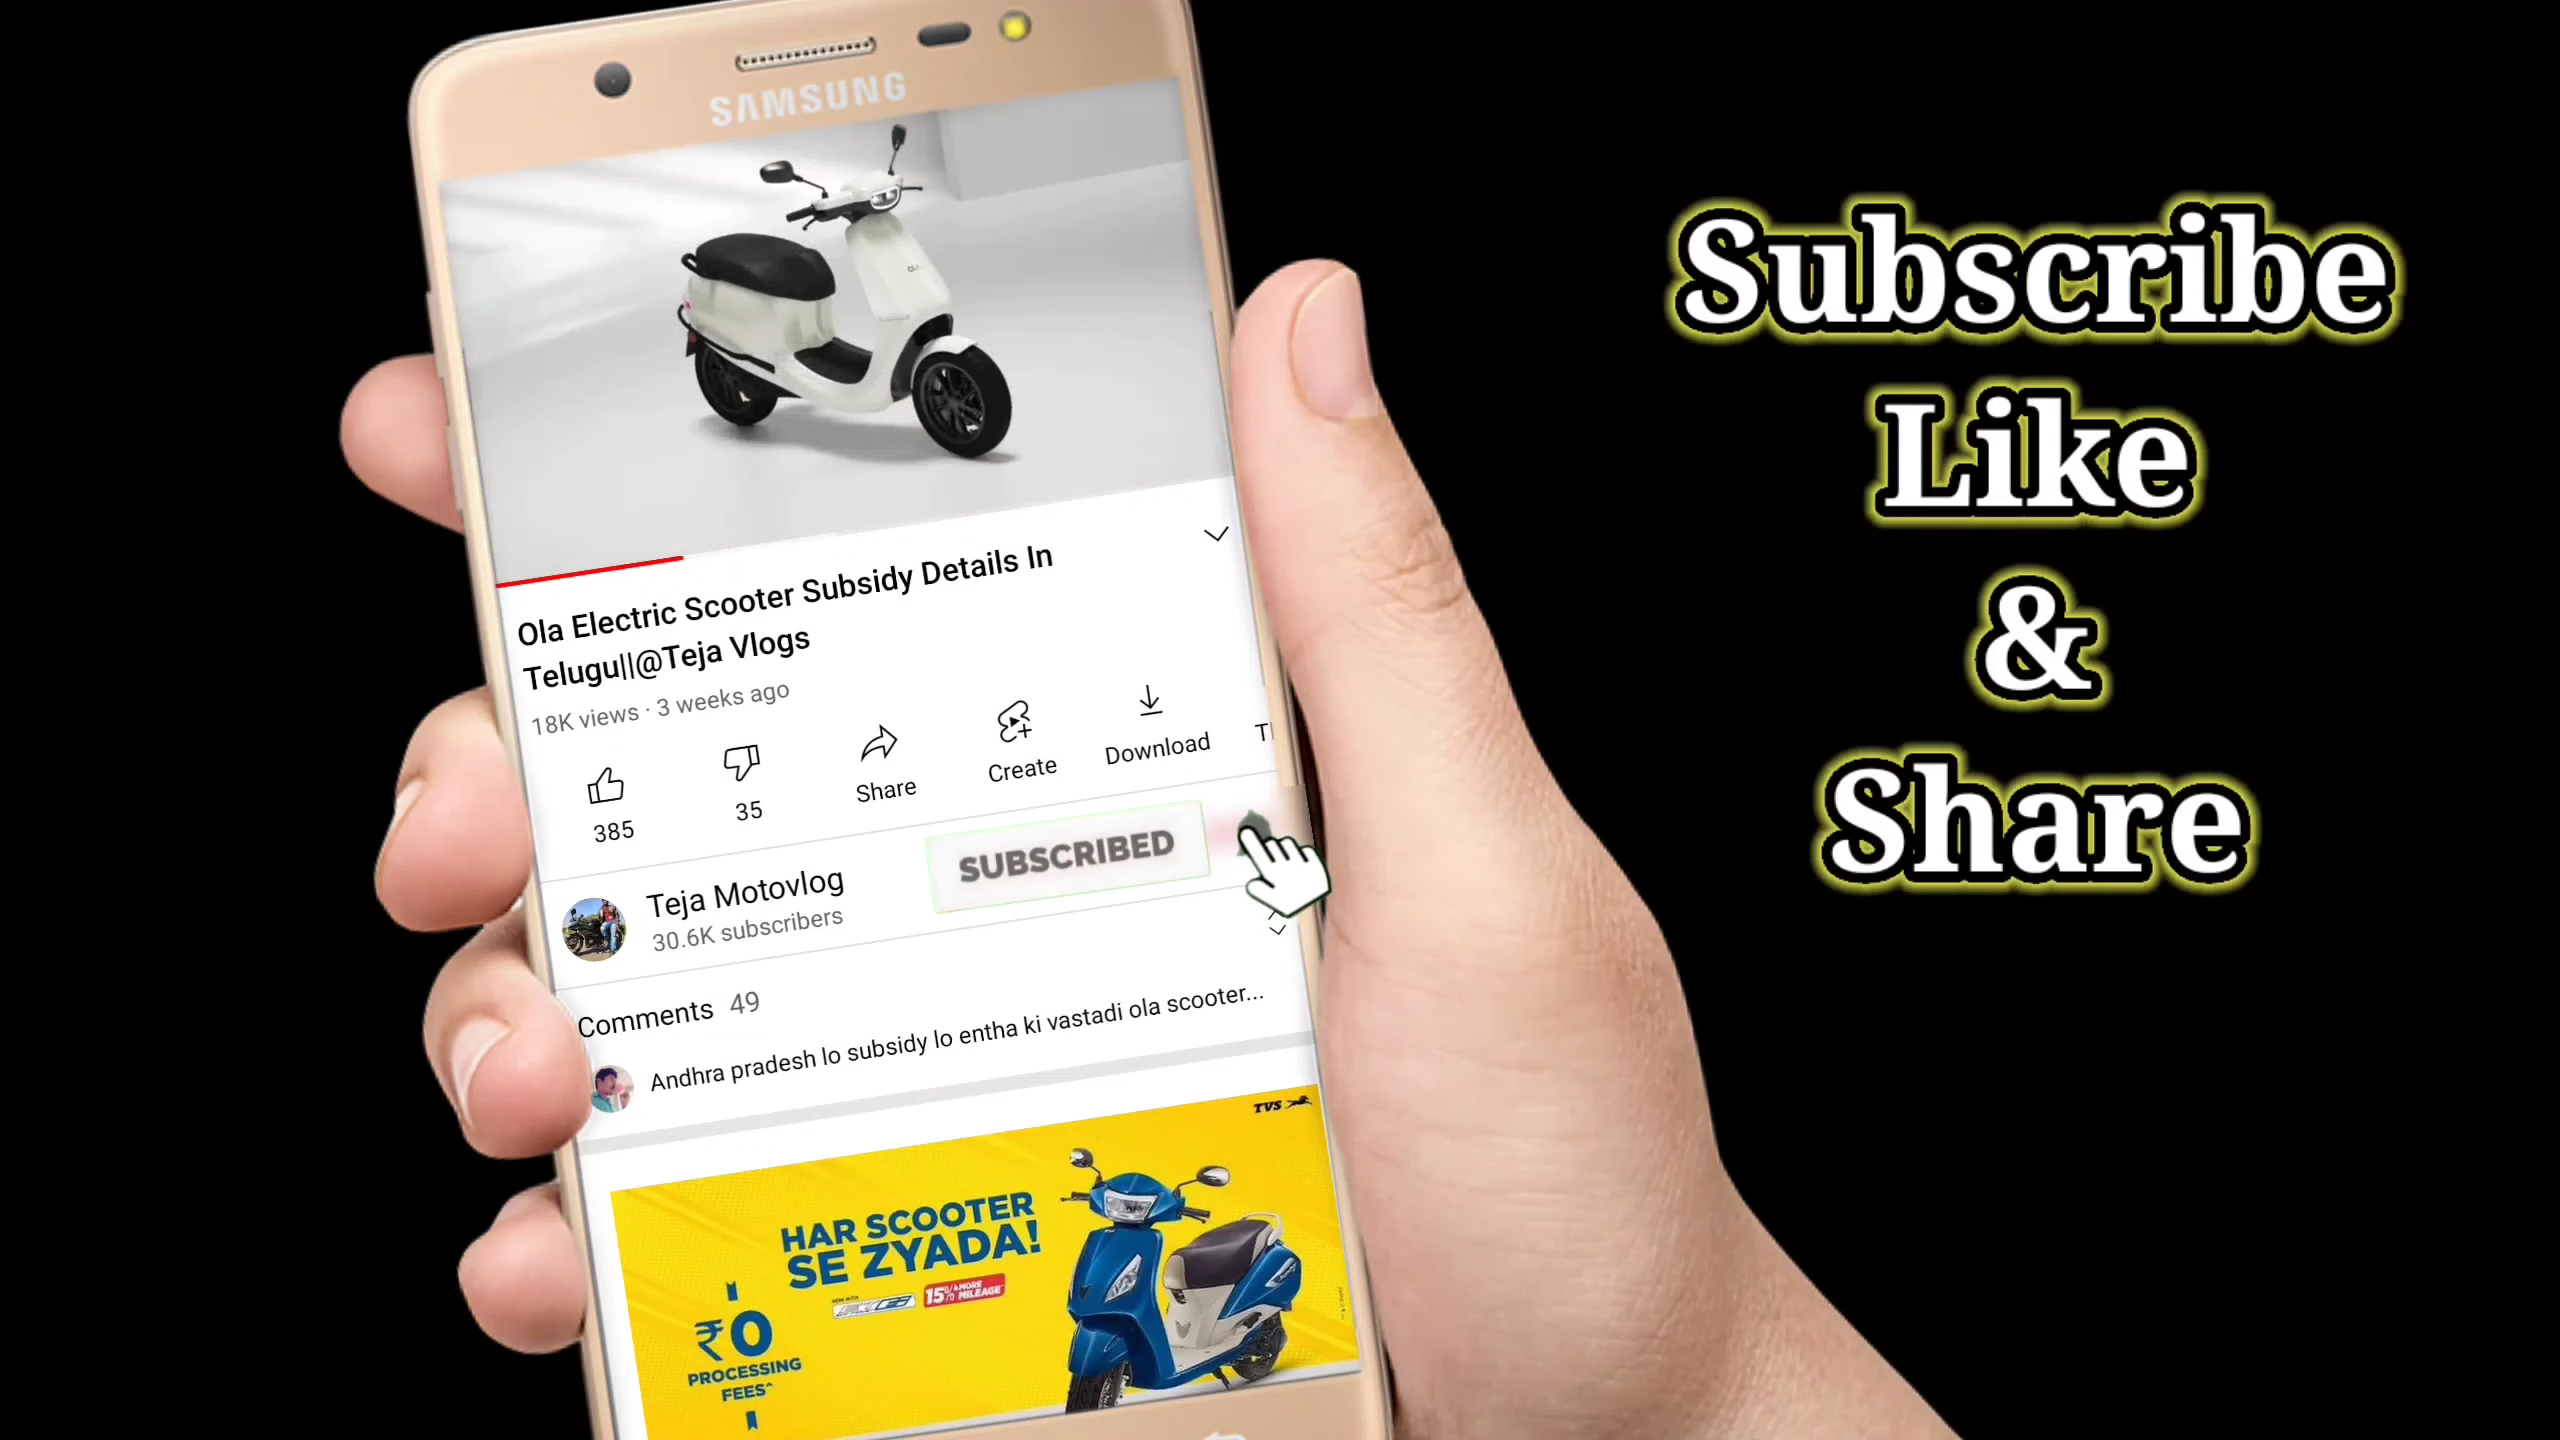 SAMSUNG
Ola Electric Scooter Subsidy Details In
Telugu||@Teja Vlogs
18K views · 3 weeks ago
385
35
Share
Create
Download
SUBSCRIBED
Teja Motovlog
30.6K subscribers
Comments 49
Andhra pradesh lo subsidy lo entha ki vastadi ola scooter...
TVS
HAR SCOOTER
SE ZYADA!
15% MORE
MILEAGE
₹0
PROCESSING
FEES^
Subscribe
Like
&
Share